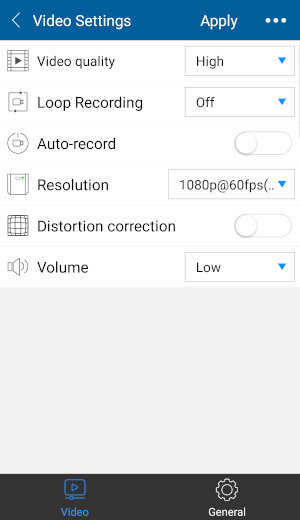 Video Settings Apply
Video quality High
Loop Recording Off
Auto-record
Resolution 1080p@60fps(..
Distortion correction
Volume Low
Video General